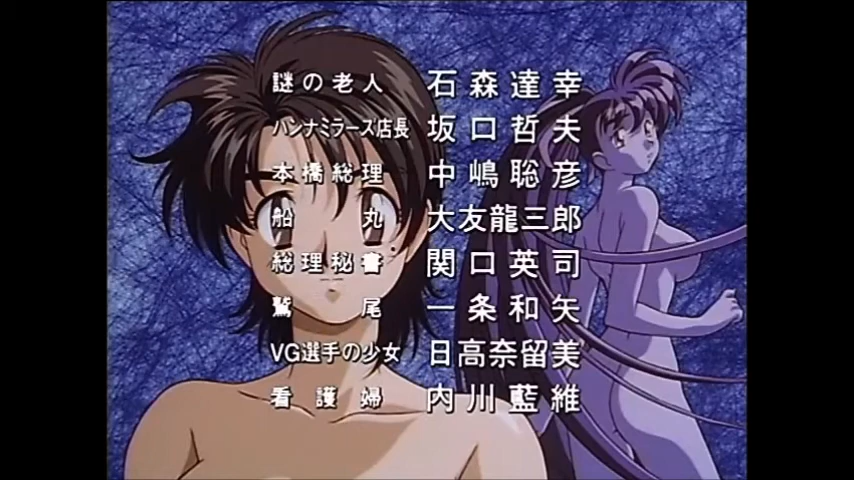 謎の老人 石森達幸
ハンナミラーズ店長 坂口哲夫
本橋総理 中嶋聡彦
船丸 大友龍三郎
総理秘書 関口英司
鷲尾 一条和矢
VG選手の少女 日高奈留美
看護婦 内川藍維